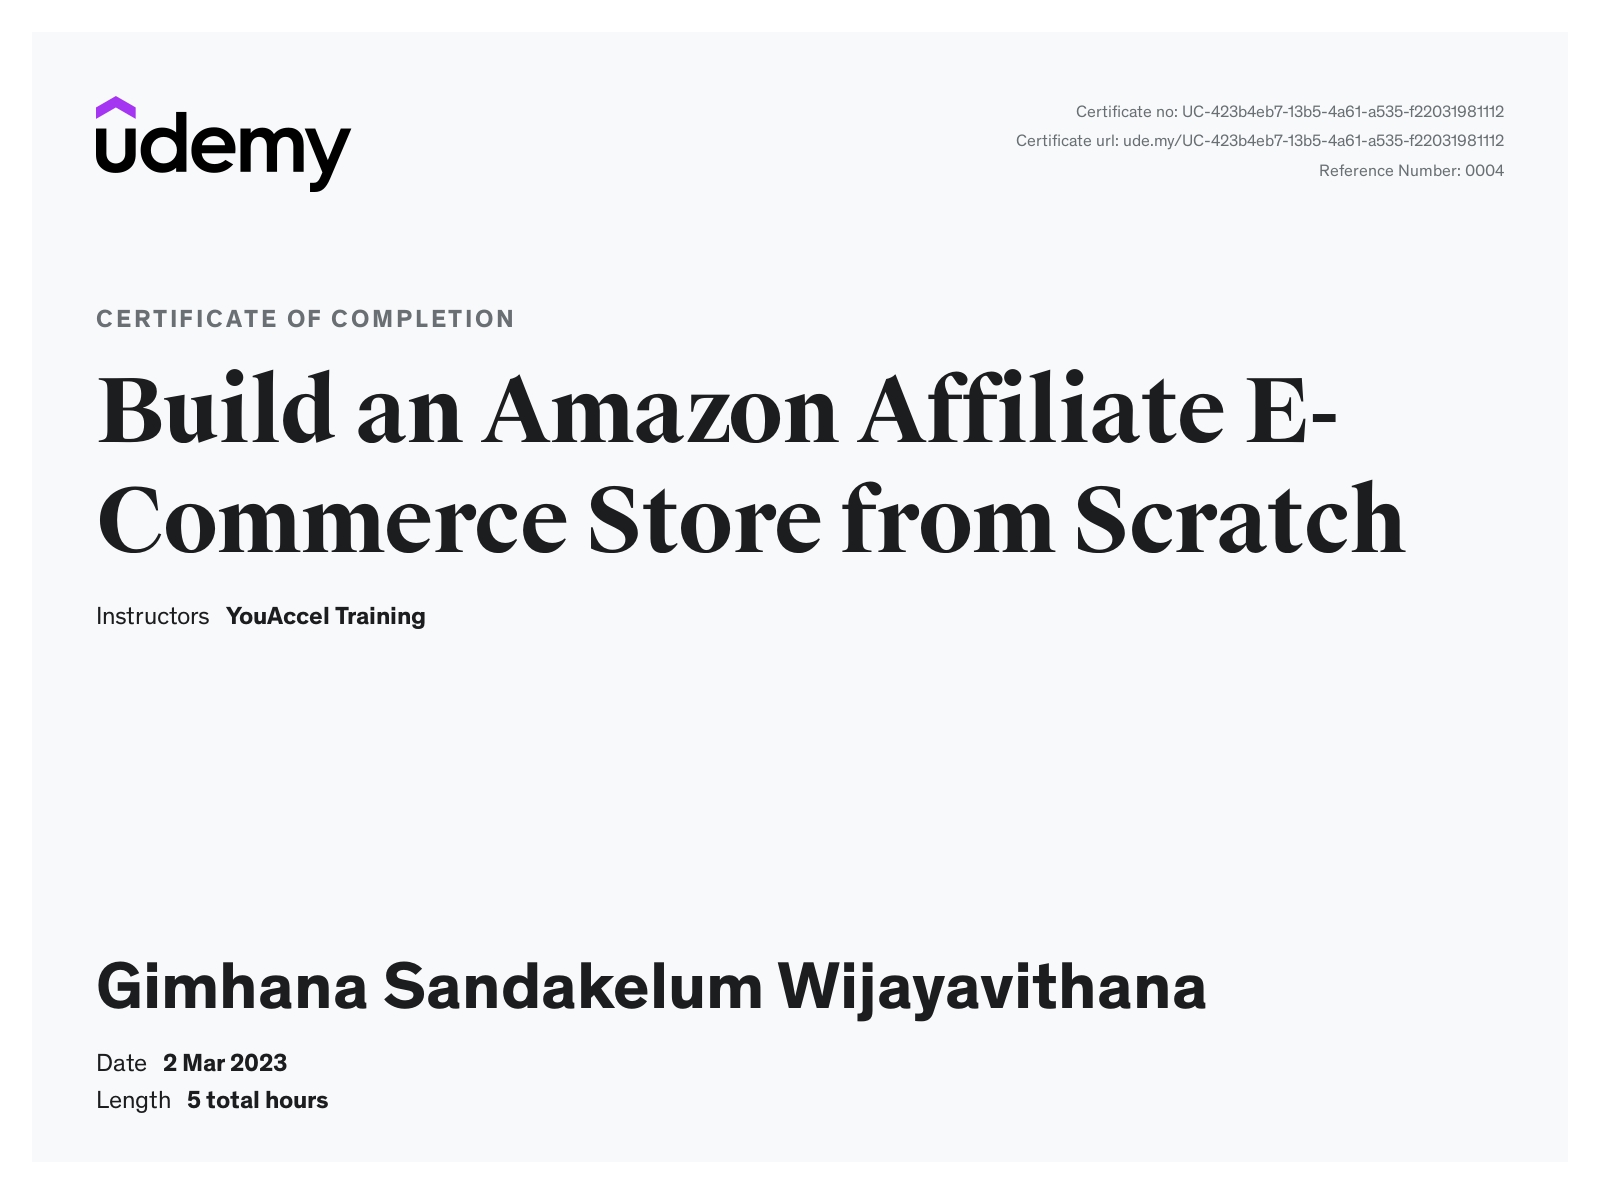 udemy
Certificate no: UC-423b4eb7-13b5-4a61-a535-f22031981112
Certificate url: ude.my/UC-423b4eb7-13b5-4a61-a535-f22031981112
Reference Number: 0004
CERTIFICATE OF COMPLETION
Build an Amazon Affiliate E-
Commerce Store from Scratch
Instructors YouAccel Training
Gimhana Sandakelum Wijayavithana
Date 2 Mar 2023
Length 5 total hours